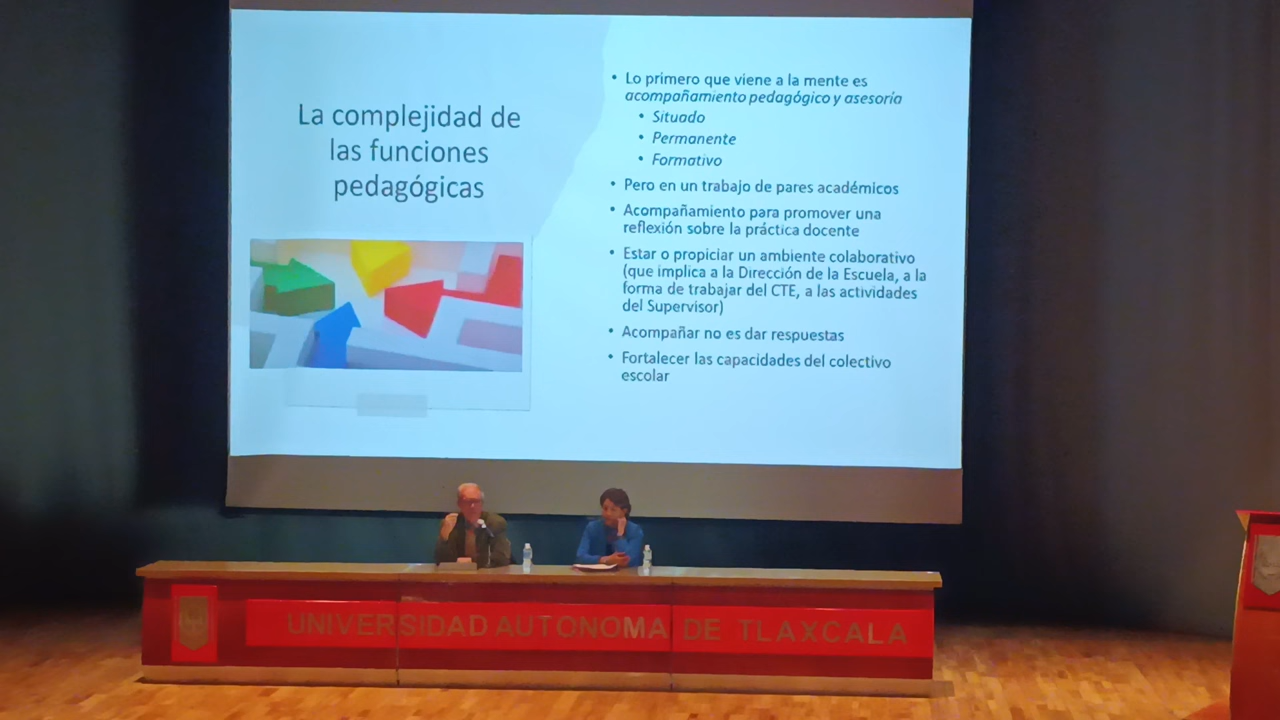 La complejidad de
las funciones
pedagógicas
• Lo primero que viene a la mente es
acompañamiento pedagógico y asesoría
• Situado
• Permanente
• Formativo
• Pero en un trabajo de pares académicos
• Acompañamiento para promover una
reflexión sobre la práctica docente
• Estar o propiciar un ambiente colaborativo
(que implica a la Dirección de la Escuela, a la
forma de trabajar del CTE, a las actividades
del Supervisor)
• Acompañar no es dar respuestas
• Fortalecer las capacidades del colectivo
escolar
UNIVERSIDAD AUTONOMA DE TLAXCALA